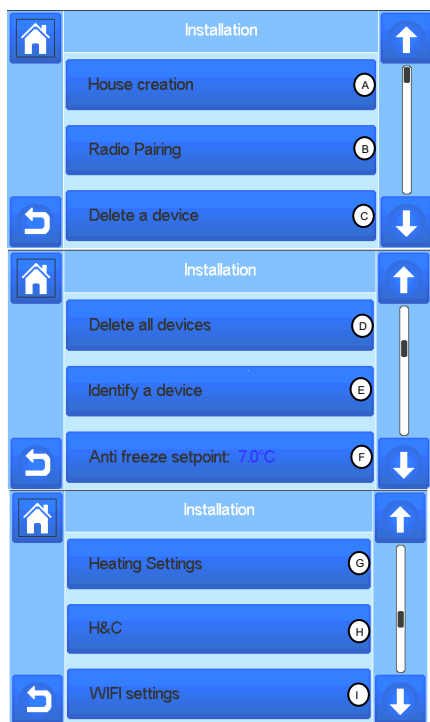 Installation
House creation A
Radio Pairing B
Delete a device C
Installation
Delete all devices D
Identify a device E
Anti freeze setpoint: 7.0°C F
Installation
Heating Settings G
H&C H
WIFI settings I